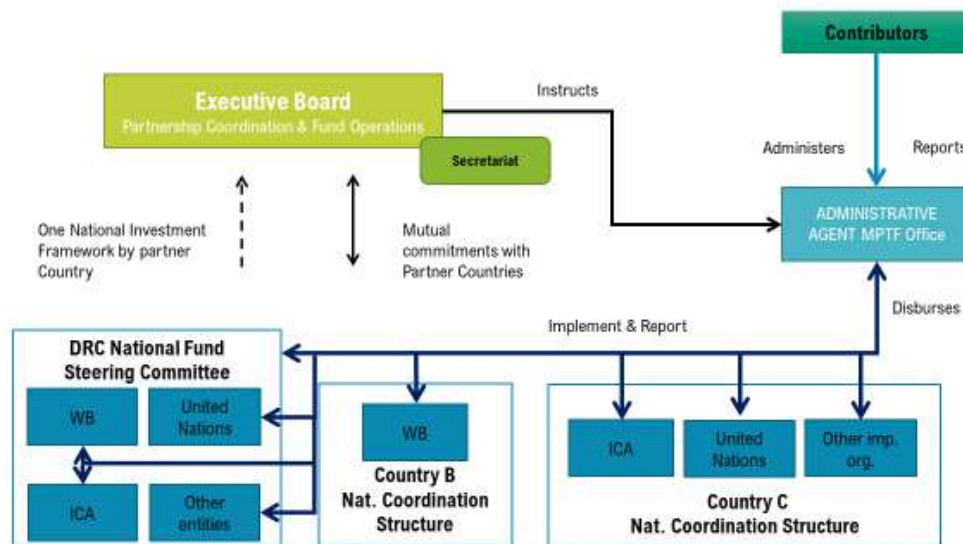 Contributors
Executive Board
Partnership Coordination & Fund Operations
Secretariat
Instructs
Administers
Reports
ADMINISTRATIVE
AGENT MPTF Office
One National Investment
Framework by partner
Country
Mutual
commitments with
Partner Countries
Disburses
Implement & Report
DRC National Fund
Steering Committee
WB
United
Nations
ICA
Other
entities
WB
Country B
Nat. Coordination
Structure
ICA
United
Nations
Other imp.
org.
Country C
Nat. Coordination Structure